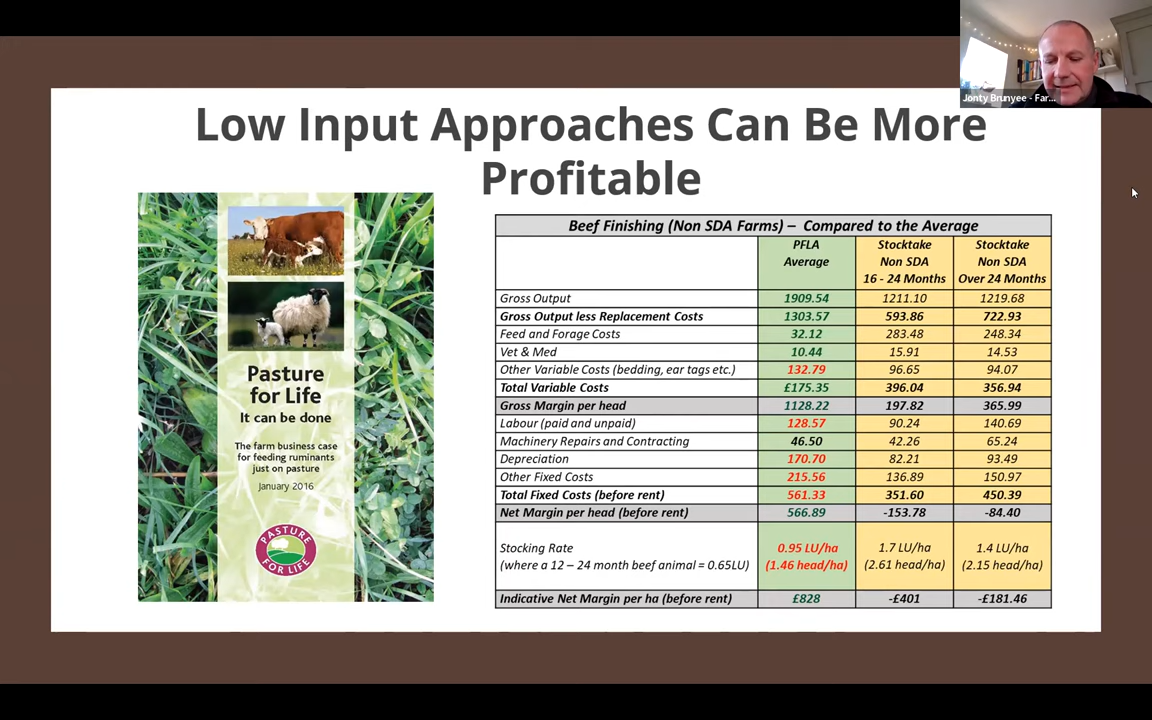 Jonty Brunyee - Far...
Low Input Approaches Can Be More
Profitable
Pasture
for Life
It can be done
The farm business case
for feeding ruminants
just on pasture
January 2016
PASTURE
FOR LIFE
Beef Finishing (Non SDA Farms) – Compared to the Average
PFLA Average Stocktake Non SDA 16 - 24 Months Stocktake Non SDA Over 24 Months
Gross Output 1909.54 1211.10 1219.68
Gross Output less Replacement Costs 1303.57 593.86 722.93
Feed and Forage Costs 32.12 283.48 248.34
Vet & Med 10.44 15.91 14.53
Other Variable Costs (bedding, ear tags etc.) 132.79 96.65 94.07
Total Variable Costs £175.35 396.04 356.94
Gross Margin per head 1128.22 197.82 365.99
Labour (paid and unpaid) 128.57 90.24 140.69
Machinery Repairs and Contracting 46.50 42.26 65.24
Depreciation 170.70 82.21 93.49
Other Fixed Costs 215.56 136.89 150.97
Total Fixed Costs (before rent) 561.33 351.60 450.39
Net Margin per head (before rent) 566.89 -153.78 -84.40
Stocking Rate 0.95 LU/ha 1.7 LU/ha 1.4 LU/ha
(where a 12 – 24 month beef animal = 0.65LU) (1.46 head/ha) (2.61 head/ha) (2.15 head/ha)
Indicative Net Margin per ha (before rent) £828 -£401 -£181.46